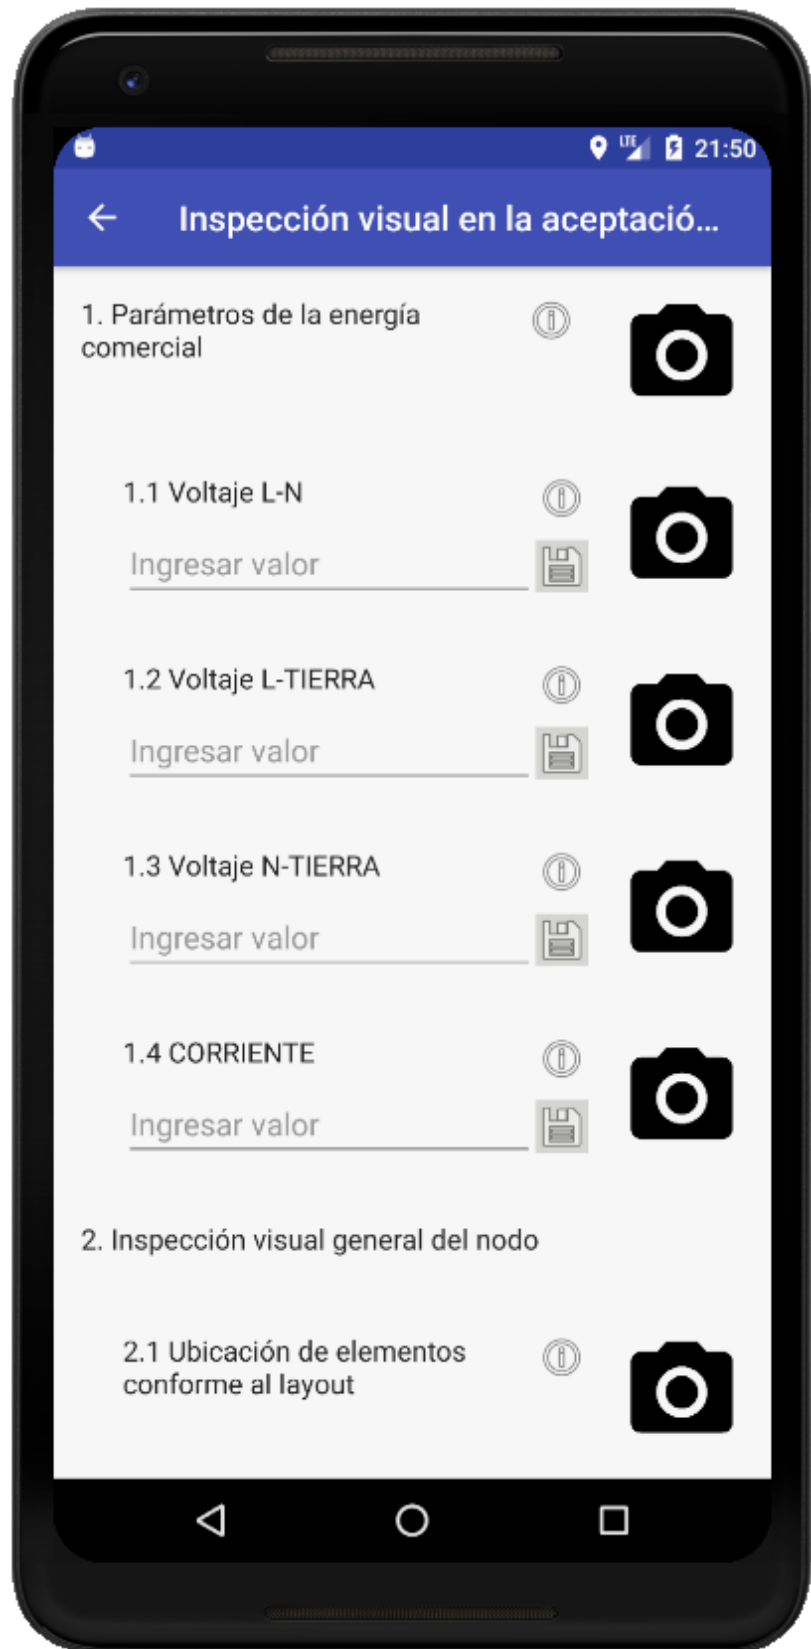 LTE 21:50
Inspección visual en la aceptació...
1. Parámetros de la energía
comercial
1.1 Voltaje L-N
Ingresar valor
1.2 Voltaje L-TIERRA
Ingresar valor
1.3 Voltaje N-TIERRA
Ingresar valor
1.4 CORRIENTE
Ingresar valor
2. Inspección visual general del nodo
2.1 Ubicación de elementos
conforme al layout